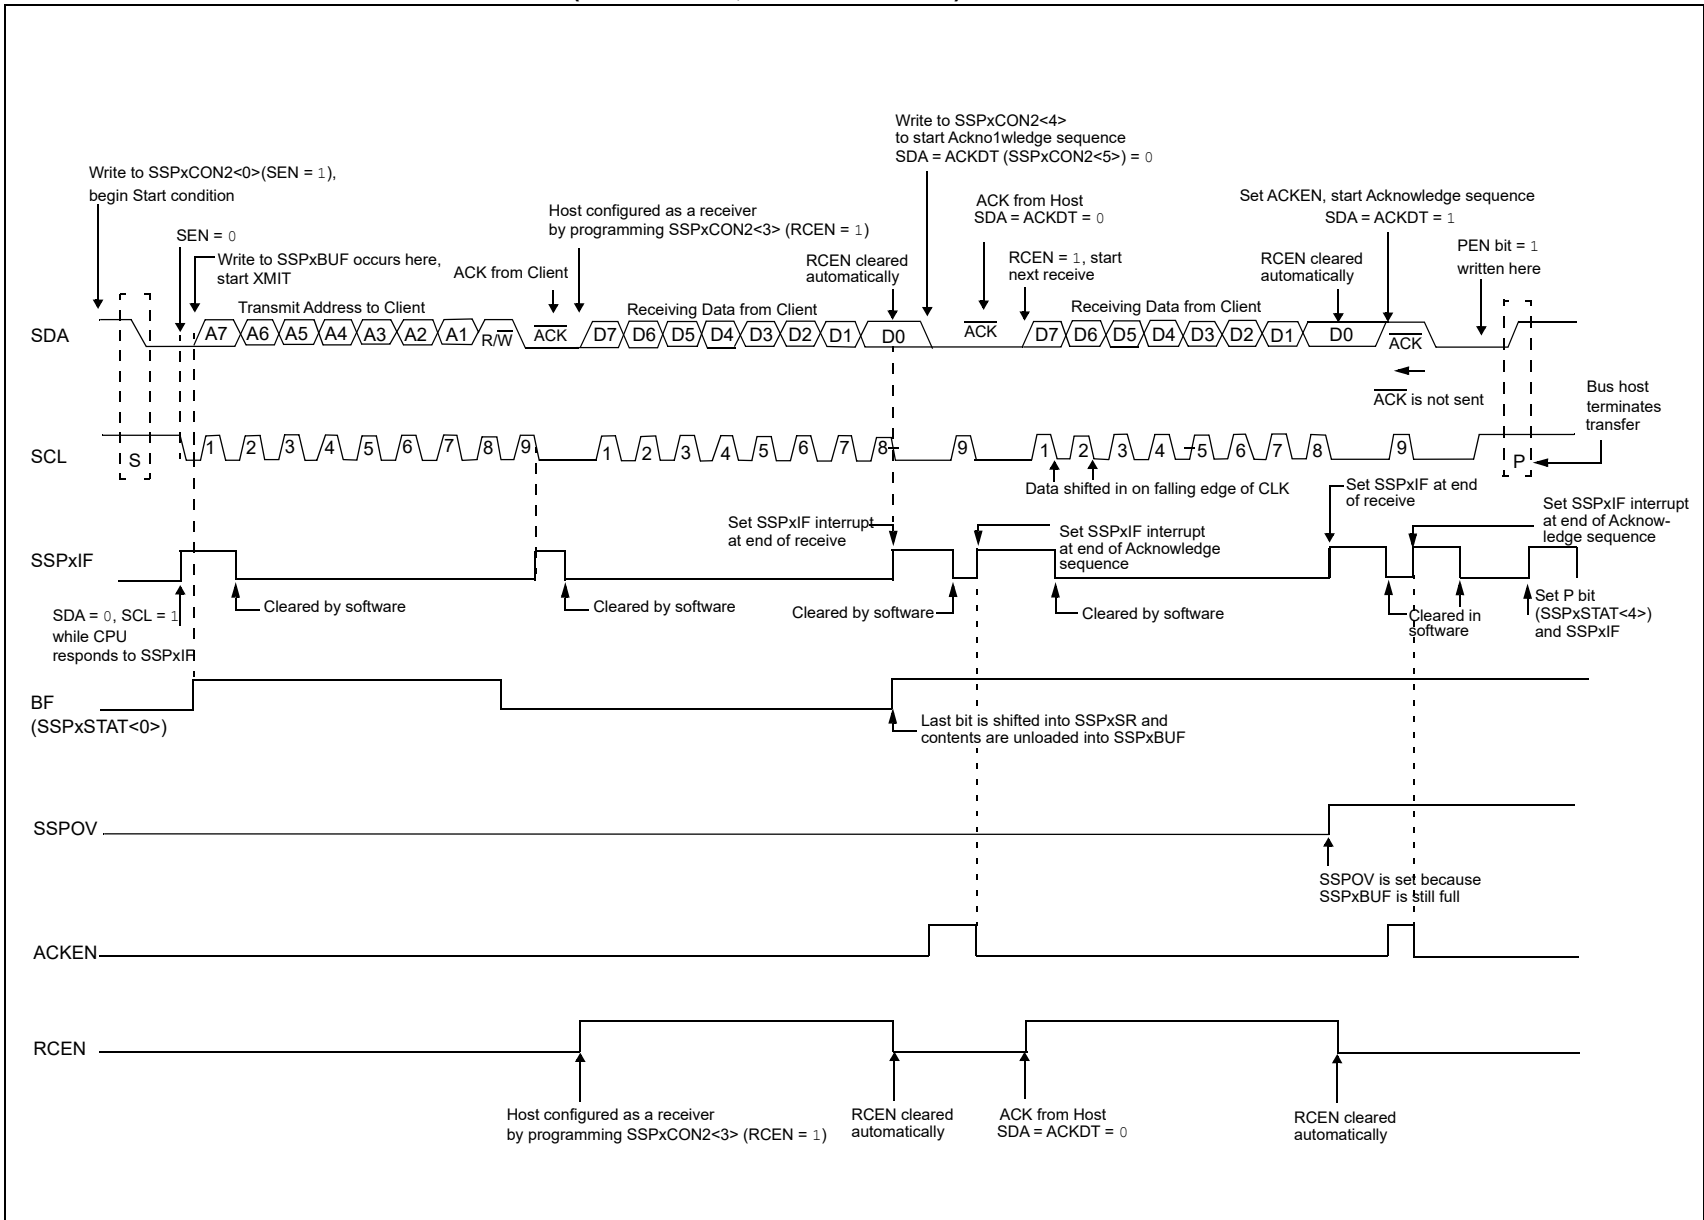 Write to SSPxCON2<4>
to start Ackno1wledge sequence
SDA = ACKDT (SSPxCON2<5>) = 0
Write to SSPxCON2<0>(SEN = 1),
begin Start condition
ACK from Host
SDA = ACKDT = 0
Set ACKEN, start Acknowledge sequence
SDA = ACKDT = 1
Host configured as a receiver
by programming SSPxCON2<3> (RCEN = 1)
SEN = 0
Write to SSPxBUF occurs here,
start XMIT
ACK from Client
RCEN cleared
automatically
RCEN = 1, start
next receive
RCEN cleared
automatically
PEN bit = 1
written here
Transmit Address to Client
Receiving Data from Client
Receiving Data from Client
SDA A7 A6 A5 A4 A3 A2 A1 R/W ACK D7 D6 D5 D4 D3 D2 D1 D0 ACK D7 D6 D5 D4 D3 D2 D1 D0 ACK
ACK is not sent
Bus host
terminates
transfer
SCL S 1 2 3 4 5 6 7 8 9 1 2 3 4 5 6 7 8 9 1 2 3 4 5 6 7 8 9 P
Data shifted in on falling edge of CLK
Set SSPxIF interrupt
at end of receive
Set SSPxIF interrupt
at end of Acknowledge
sequence
Set SSPxIF at end
of receive
Set SSPxIF interrupt
at end of Acknow-
ledge sequence
SSPxIF
SDA = 0, SCL = 1
while CPU
responds to SSPxIF
Cleared by software
Cleared by software
Cleared by software
Cleared by software
Cleared in
software
Set P bit
(SSPxSTAT<4>)
and SSPxIF
BF
(SSPxSTAT<0>)
Last bit is shifted into SSPxSR and
contents are unloaded into SSPxBUF
SSPOV
SSPOV is set because
SSPxBUF is still full
ACKEN
RCEN
Host configured as a receiver
by programming SSPxCON2<3> (RCEN = 1)
RCEN cleared
automatically
ACK from Host
SDA = ACKDT = 0
RCEN cleared
automatically